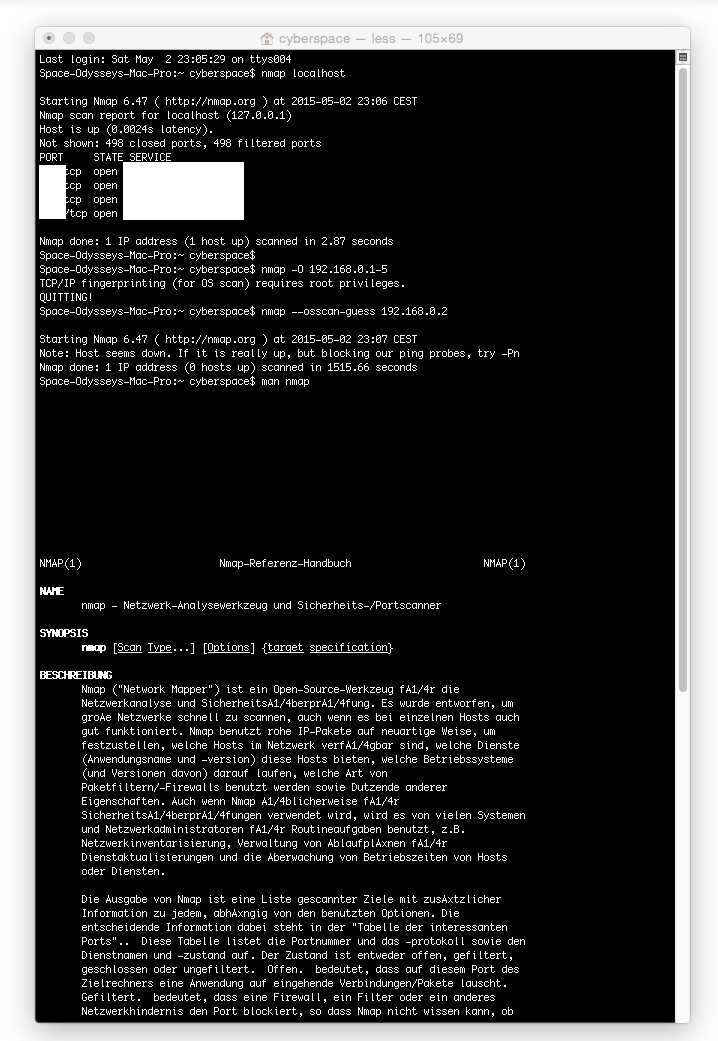 cyberspace — less — 105×69
Last login: Sat May  2 23:05:29 on ttys004
Space-Odysseys-Mac-Pro:~ cyberspace$ nmap localhost
Starting Nmap 6.47 ( http://nmap.org ) at 2015-05-02 23:06 CEST
Nmap scan report for localhost (127.0.0.1)
Host is up (0.0024s latency).
Not shown: 498 closed ports, 498 filtered ports
PORT     STATE SERVICE
tcp  open
tcp  open
tcp  open
/tcp open
Nmap done: 1 IP address (1 host up) scanned in 2.87 seconds
Space-Odysseys-Mac-Pro:~ cyberspace$
Space-Odysseys-Mac-Pro:~ cyberspace$ nmap -O 192.168.0.1-5
TCP/IP fingerprinting (for OS scan) requires root privileges.
QUITTING!
Space-Odysseys-Mac-Pro:~ cyberspace$ nmap --osscan-guess 192.168.0.2
Starting Nmap 6.47 ( http://nmap.org ) at 2015-05-02 23:07 CEST
Note: Host seems down. If it is really up, but blocking our ping probes, try -Pn
Nmap done: 1 IP address (0 hosts up) scanned in 1515.66 seconds
Space-Odysseys-Mac-Pro:~ cyberspace$ man nmap
NMAP(1)                       Nmap-Referenz-Handbuch                      NMAP(1)
NAME
nmap - Netzwerk-Analysewerkzeug und Sicherheits-/Portscanner
SYNOPSIS
nmap [Scan Type...] [Options] {target specification}
BESCHREIBUNG
Nmap ("Network Mapper") ist ein Open-Source-Werkzeug fA1/4r die
Netzwerkanalyse und SicherheitsA1/4berprA1/4fung. Es wurde entworfen, um
groAe Netzwerke schnell zu scannen, auch wenn es bei einzelnen Hosts auch
gut funktioniert. Nmap benutzt rohe IP-Pakete auf neuartige Weise, um
festzustellen, welche Hosts im Netzwerk verfA1/4gbar sind, welche Dienste
(Anwendungsname und -version) diese Hosts bieten, welche Betriebssysteme
(und Versionen davon) darauf laufen, welche Art von
Paketfiltern/-Firewalls benutzt werden sowie Dutzende anderer
Eigenschaften. Auch wenn Nmap A1/4blicherweise fA1/4r
SicherheitsA1/4berprA1/4fungen verwendet wird, wird es von vielen Systemen
und Netzwerkadministratoren fA1/4r Routineaufgaben benutzt, z.B.
Netzwerkinventarisierung, Verwaltung von AblaufplAxnen fA1/4r
Dienstaktualisierungen und die Aberwachung von Betriebszeiten von Hosts
oder Diensten.
Die Ausgabe von Nmap ist eine Liste gescannter Ziele mit zusAxtzlicher
Information zu jedem, abhAxngig von den benutzten Optionen. Die
entscheidende Information dabei steht in der "Tabelle der interessanten
Ports"..  Diese Tabelle listet die Portnummer und das -protokoll sowie den
Dienstnamen und -zustand auf. Der Zustand ist entweder offen, gefiltert,
geschlossen oder ungefiltert.  Offen.  bedeutet, dass auf diesem Port des
Zielrechners eine Anwendung auf eingehende Verbindungen/Pakete lauscht.
Gefiltert.  bedeutet, dass eine Firewall, ein Filter oder ein anderes
Netzwerkhindernis den Port blockiert, so dass Nmap nicht wissen kann, ob